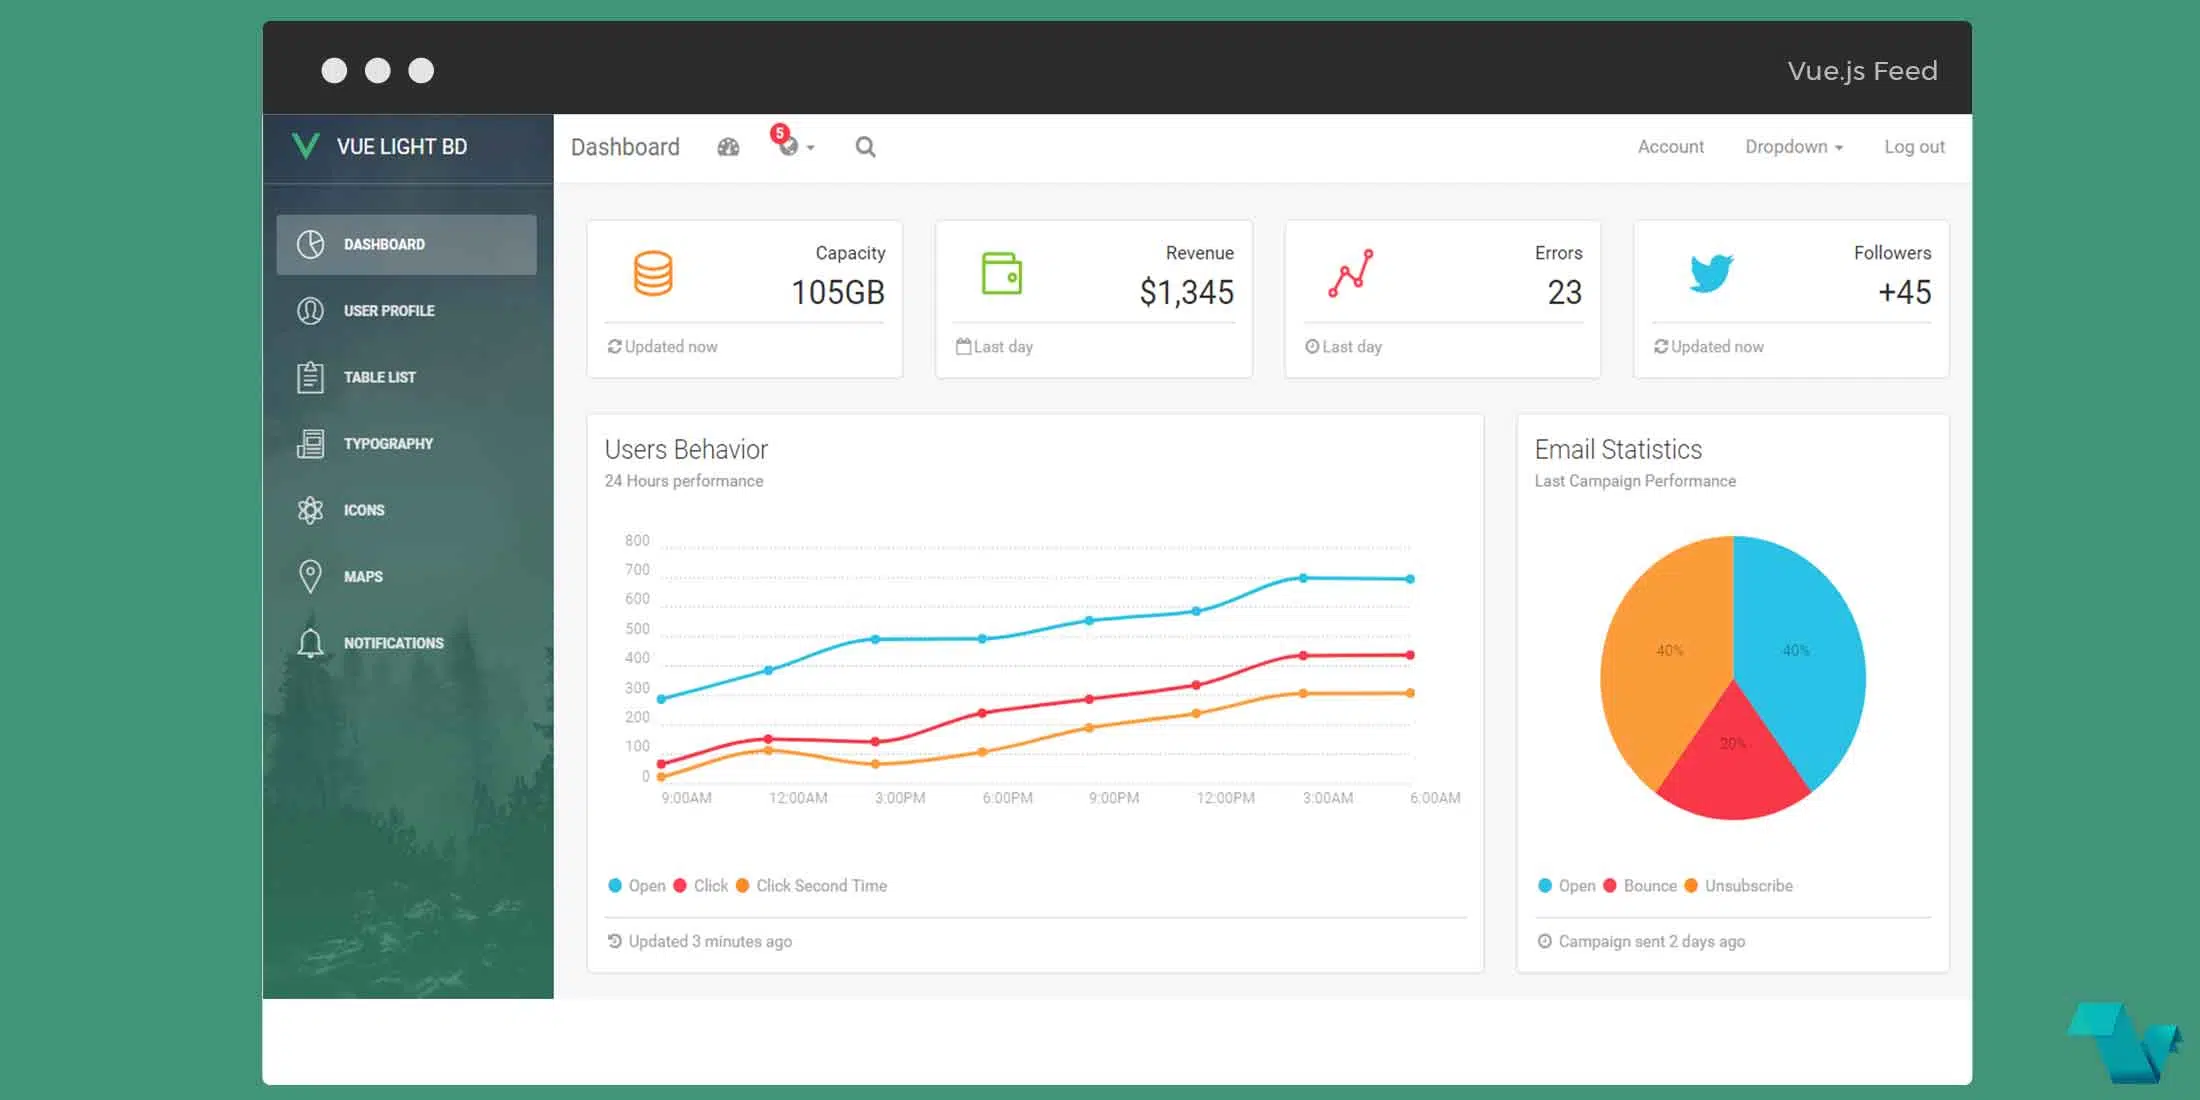 Vue.js Feed
VUE LIGHT BD
Dashboard
5
Account
Dropdown
Log out
DASHBOARD
USER PROFILE
TABLE LIST
TYPOGRAPHY
ICONS
MAPS
NOTIFICATIONS
Capacity
105GB
Updated now
Revenue
$1,345
Last day
Errors
23
Last day
Followers
+45
Updated now
Users Behavior
24 Hours performance
800
700
600
500
400
300
200
100
0
9:00AM 12:00AM 3:00PM 6:00PM 9:00PM 12:00PM 3:00AM 6:00AM
Open Click Click Second Time
Updated 3 minutes ago
Email Statistics
Last Campaign Performance
40% 40%
20%
Open Bounce Unsubscribe
Campaign sent 2 days ago